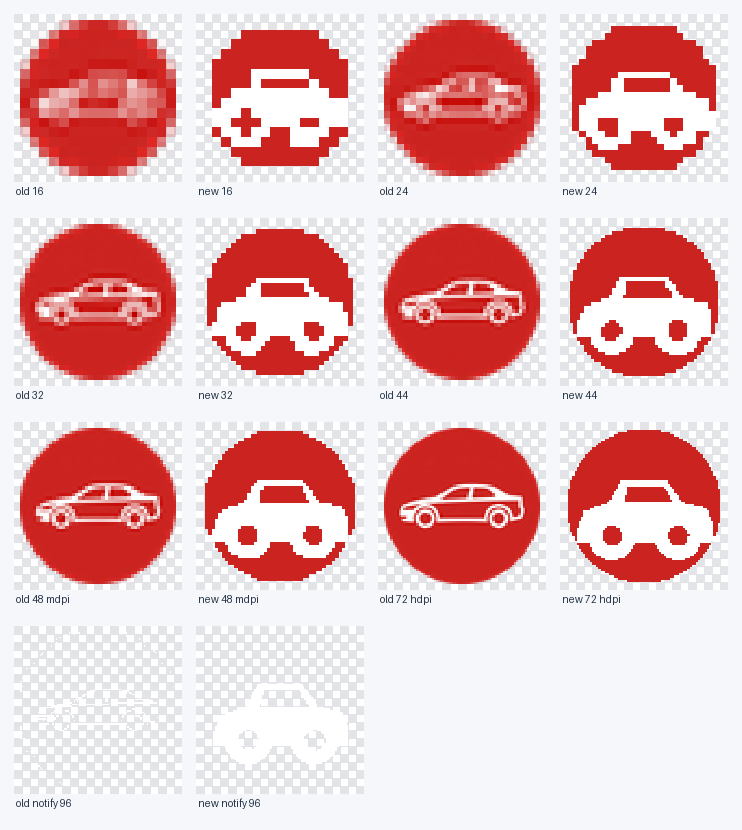 old 16
new 16
old 24
new 24
old 32
new 32
old 44
new 44
old 48 mdpi
new 48 mdpi
old 72 hdpi
new 72 hdpi
old notify96
new notify96